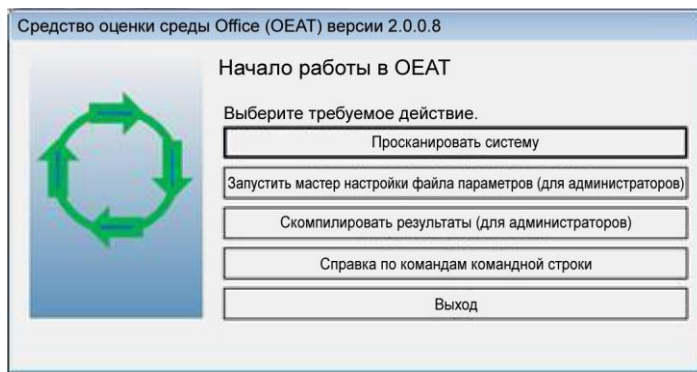 Средство оценки среды Office (OEAT) версии 2.0.0.8
Начало работы в OEAT
Выберите требуемое действие.
Просканировать систему
Запустить мастер настройки файла параметров (для администраторов)
Скомпилировать результаты (для администраторов)
Справка по командам командной строки
Выход